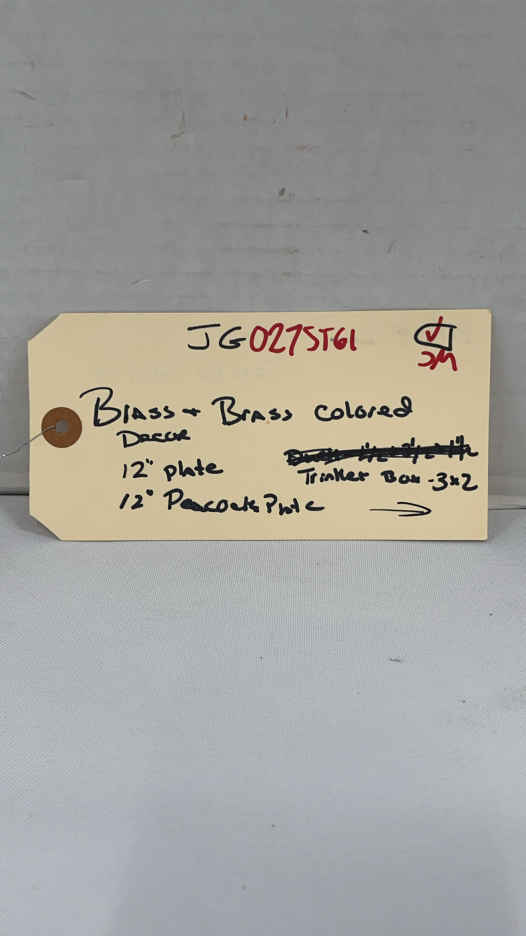 JG027ST61
Brass + Brass colored
Decor
12" plate
Trinket Box - 3x2
12" Peacock Plate